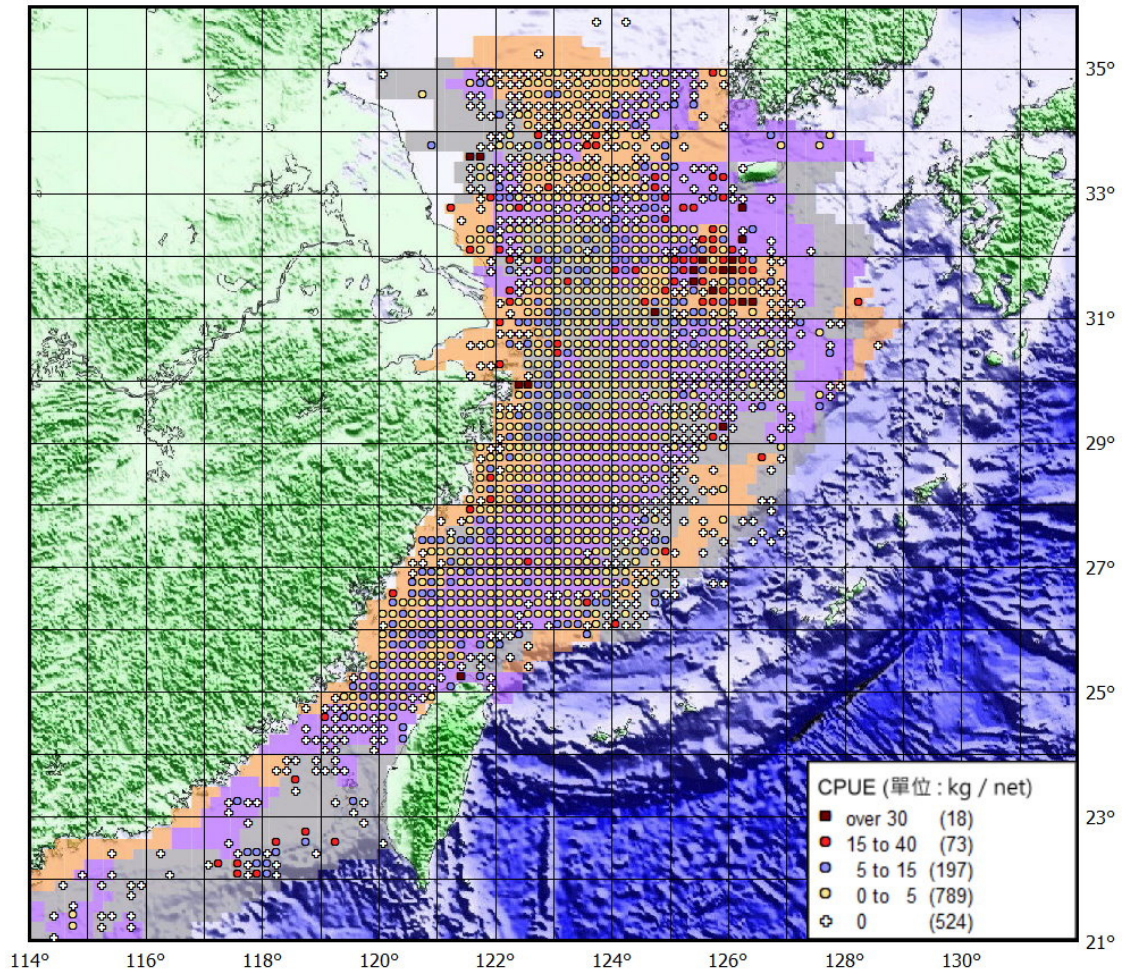 35°
33°
31°
29°
27°
25°
23°
21°
CPUE (單位 : kg / net)
over 30 (18)
15 to 40 (73)
5 to 15 (197)
0 to 5 (789)
0 (524)
114° 116° 118° 120° 122° 124° 126° 128° 130°